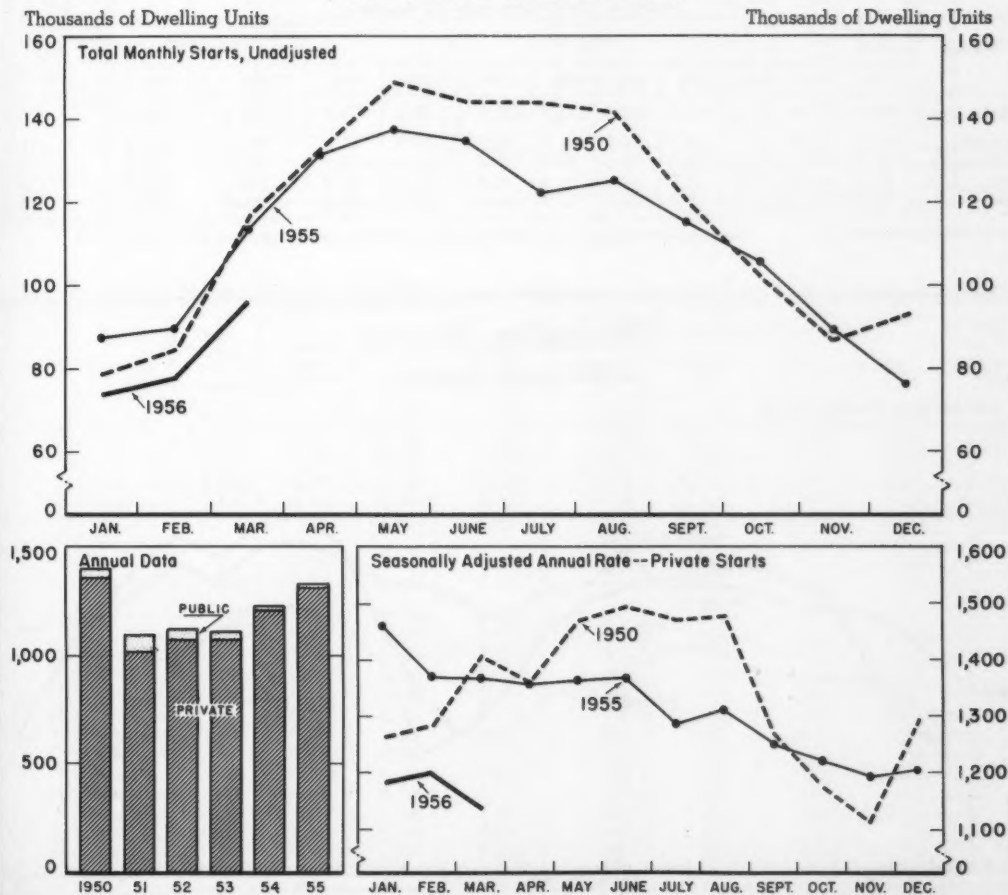 Thousands of Dwelling Units Thousands of Dwelling Units
160 160
Total Monthly Starts, Unadjusted
140 140
1950
120 120
1955
100 100
80 80
1956
60 60
0 0
JAN. FEB. MAR. APR. MAY JUNE JULY AUG. SEPT. OCT. NOV. DEC.
Annual Data
1,500
PUBLIC
1,000
PRIVATE
500
0
1950 51 52 53 54 55
Seasonally Adjusted Annual Rate--Private Starts
1,600
1,500
1950
1,400
1955
1,300
1,200
1956
1,100
0
JAN. FEB. MAR. APR. MAY JUNE JULY AUG. SEPT. OCT. NOV. DEC.